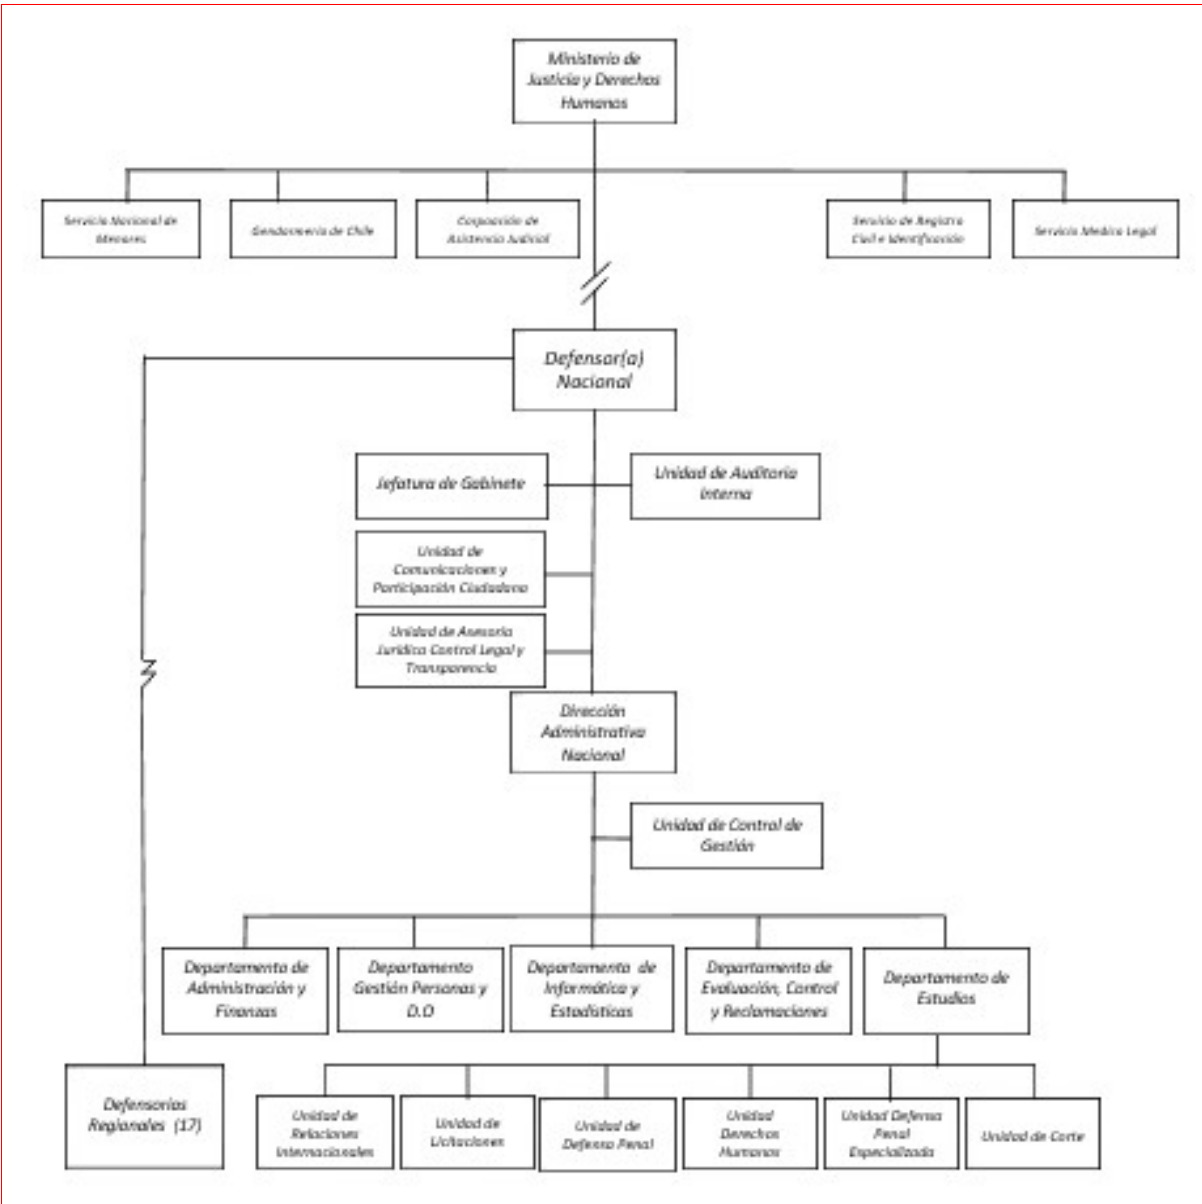 Ministerio de
Justicia y Derechos
Humanos
Servicio Nacional de
Menores
Gendarmería de Chile
Corporación de
Asistencia Judicial
Servicio de Registro
Civil e Identificación
Servicio Medico Legal
Defensor(a)
Nacional
Jefatura de Gabinete
Unidad de Auditoría
Interna
Unidad de
Comunicaciones y
Participación Ciudadana
Unidad de Asesoría
Jurídica Control Legal y
Transparencia
Dirección
Administrativa
Nacional
Unidad de Control de
Gestión
Departamento de
Administración y
Finanzas
Departamento
Gestión Personas y
D.O
Departamento de
Informática y
Estadísticas
Departamento de
Evaluación, Control
y Reclamaciones
Departamento de
Estudios
Defensorías
Regionales (17)
Unidad de
Relaciones
Internacionales
Unidad de
Licitaciones
Unidad de
Defensa Penal
Unidad
Derechos
Humanos
Unidad Defensa
Penal
Especializada
Unidad de Corte